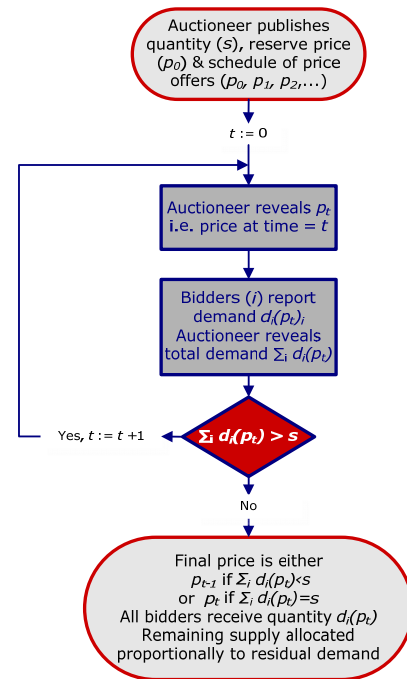 Auctioneer publishes
quantity (s), reserve price
(p₀) & schedule of price
offers (p₀, p₁, p₂,...)
t := 0
Auctioneer reveals pₜ
i.e. price at time = t
Bidders (i) report
demand dᵢ(pₜ)ᵢ
Auctioneer reveals
total demand Σᵢ dᵢ(pₜ)
Σᵢ dᵢ(pₜ) > s
Yes, t := t +1
No
Final price is either
pₜ₋₁ if Σᵢ dᵢ(pₜ)<s
or pₜ if Σᵢ dᵢ(pₜ)=s
All bidders receive quantity dᵢ(pₜ)
Remaining supply allocated
proportionally to residual demand